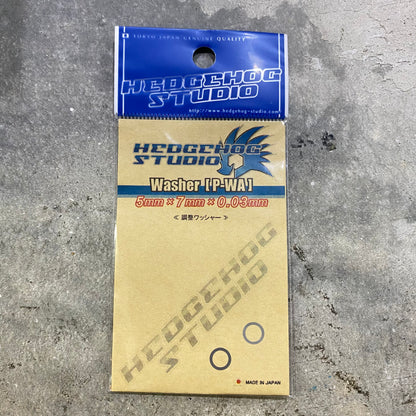 TOKYO JAPAN GENUINE QUALITY
HEDGEHOG
STUDIO
http://www.hedgehog-studio.com
HEDGEHOG
STUDIO
Washer [P-WA]
5mm×7mm×0.03mm
≪ 調整ワッシャー ≫
HEDGEHOG
STUDIO
MADE IN JAPAN